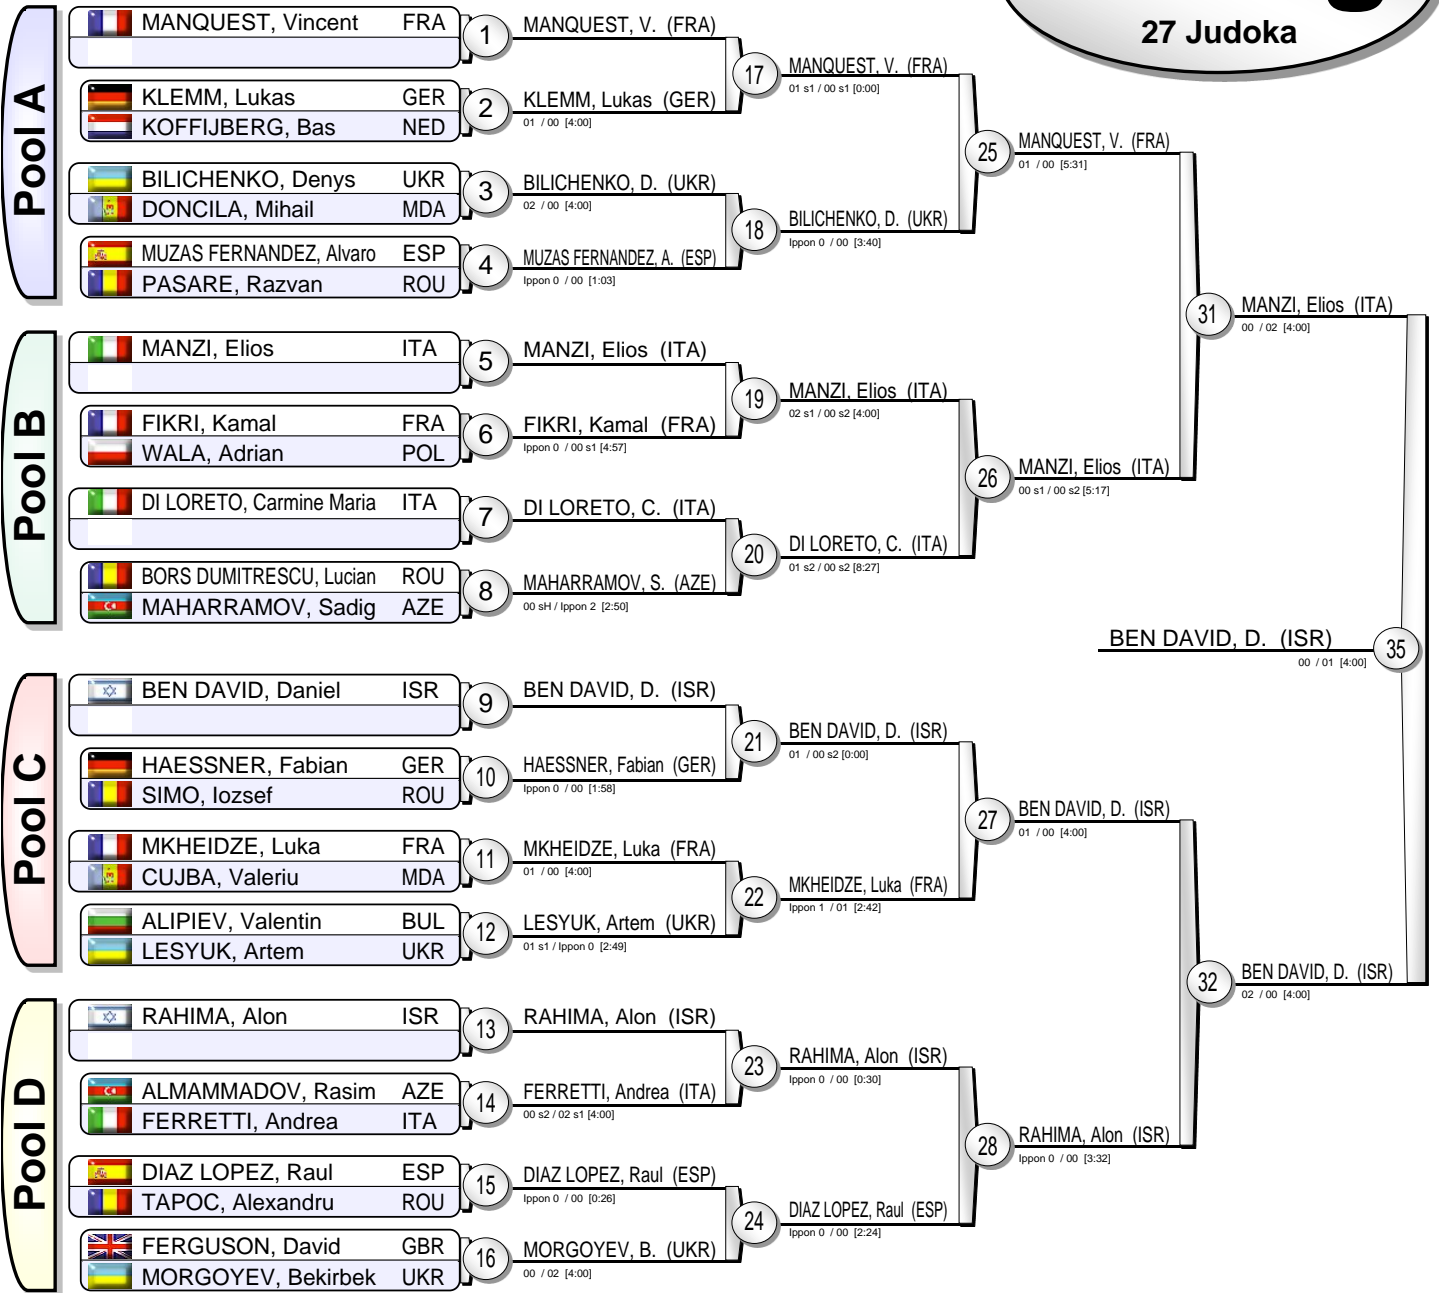 27 Judoka
Pool A
MANQUEST, Vincent FRA
1
KLEMM, Lukas GER
KOFFIJBERG, Bas NED
2
BILICHENKO, Denys UKR
DONCILA, Mihail MDA
3
MUZAS FERNANDEZ, Alvaro ESP
PASARE, Razvan ROU
4
MANQUEST, V. (FRA)
KLEMM, Lukas (GER)
01 / 00 [4:00]
17
BILICHENKO, D. (UKR)
02 / 00 [4:00]
MUZAS FERNANDEZ, A. (ESP)
Ippon 0 / 00 [1:03]
18
MANQUEST, V. (FRA)
01 s1 / 00 s1 [0:00]
BILICHENKO, D. (UKR)
Ippon 0 / 00 [3:40]
25
MANQUEST, V. (FRA)
01 / 00 [5:31]
Pool B
MANZI, Elios ITA
5
FIKRI, Kamal FRA
WALA, Adrian POL
6
DI LORETO, Carmine Maria ITA
7
BORS DUMITRESCU, Lucian ROU
MAHARRAMOV, Sadig AZE
8
MANZI, Elios (ITA)
FIKRI, Kamal (FRA)
Ippon 0 / 00 s1 [4:57]
19
DI LORETO, C. (ITA)
MAHARRAMOV, S. (AZE)
00 sH / Ippon 2 [2:50]
20
MANZI, Elios (ITA)
02 s1 / 00 s2 [4:00]
DI LORETO, C. (ITA)
01 s2 / 00 s2 [8:27]
26
MANZI, Elios (ITA)
00 s1 / 00 s2 [5:17]
31
MANZI, Elios (ITA)
00 / 02 [4:00]
Pool C
BEN DAVID, Daniel ISR
9
HAESSNER, Fabian GER
SIMO, Iozsef ROU
10
MKHEIDZE, Luka FRA
CUJBA, Valeriu MDA
11
ALIPIEV, Valentin BUL
LESYUK, Artem UKR
12
BEN DAVID, D. (ISR)
HAESSNER, Fabian (GER)
Ippon 0 / 00 [1:58]
21
MKHEIDZE, Luka (FRA)
01 / 00 [4:00]
LESYUK, Artem (UKR)
01 s1 / Ippon 0 [2:49]
22
BEN DAVID, D. (ISR)
01 / 00 s2 [0:00]
MKHEIDZE, Luka (FRA)
Ippon 1 / 01 [2:42]
27
BEN DAVID, D. (ISR)
01 / 00 [4:00]
Pool D
RAHIMA, Alon ISR
13
ALMAMMADOV, Rasim AZE
FERRETTI, Andrea ITA
14
DIAZ LOPEZ, Raul ESP
TAPOC, Alexandru ROU
15
FERGUSON, David GBR
MORGOYEV, Bekirbek UKR
16
RAHIMA, Alon (ISR)
FERRETTI, Andrea (ITA)
00 s2 / 02 s1 [4:00]
23
DIAZ LOPEZ, Raul (ESP)
Ippon 0 / 00 [0:26]
MORGOYEV, B. (UKR)
00 / 02 [4:00]
24
RAHIMA, Alon (ISR)
Ippon 0 / 00 [0:30]
DIAZ LOPEZ, Raul (ESP)
Ippon 0 / 00 [2:24]
28
RAHIMA, Alon (ISR)
Ippon 0 / 00 [3:32]
32
BEN DAVID, D. (ISR)
02 / 00 [4:00]
BEN DAVID, D. (ISR)
00 / 01 [4:00]
35